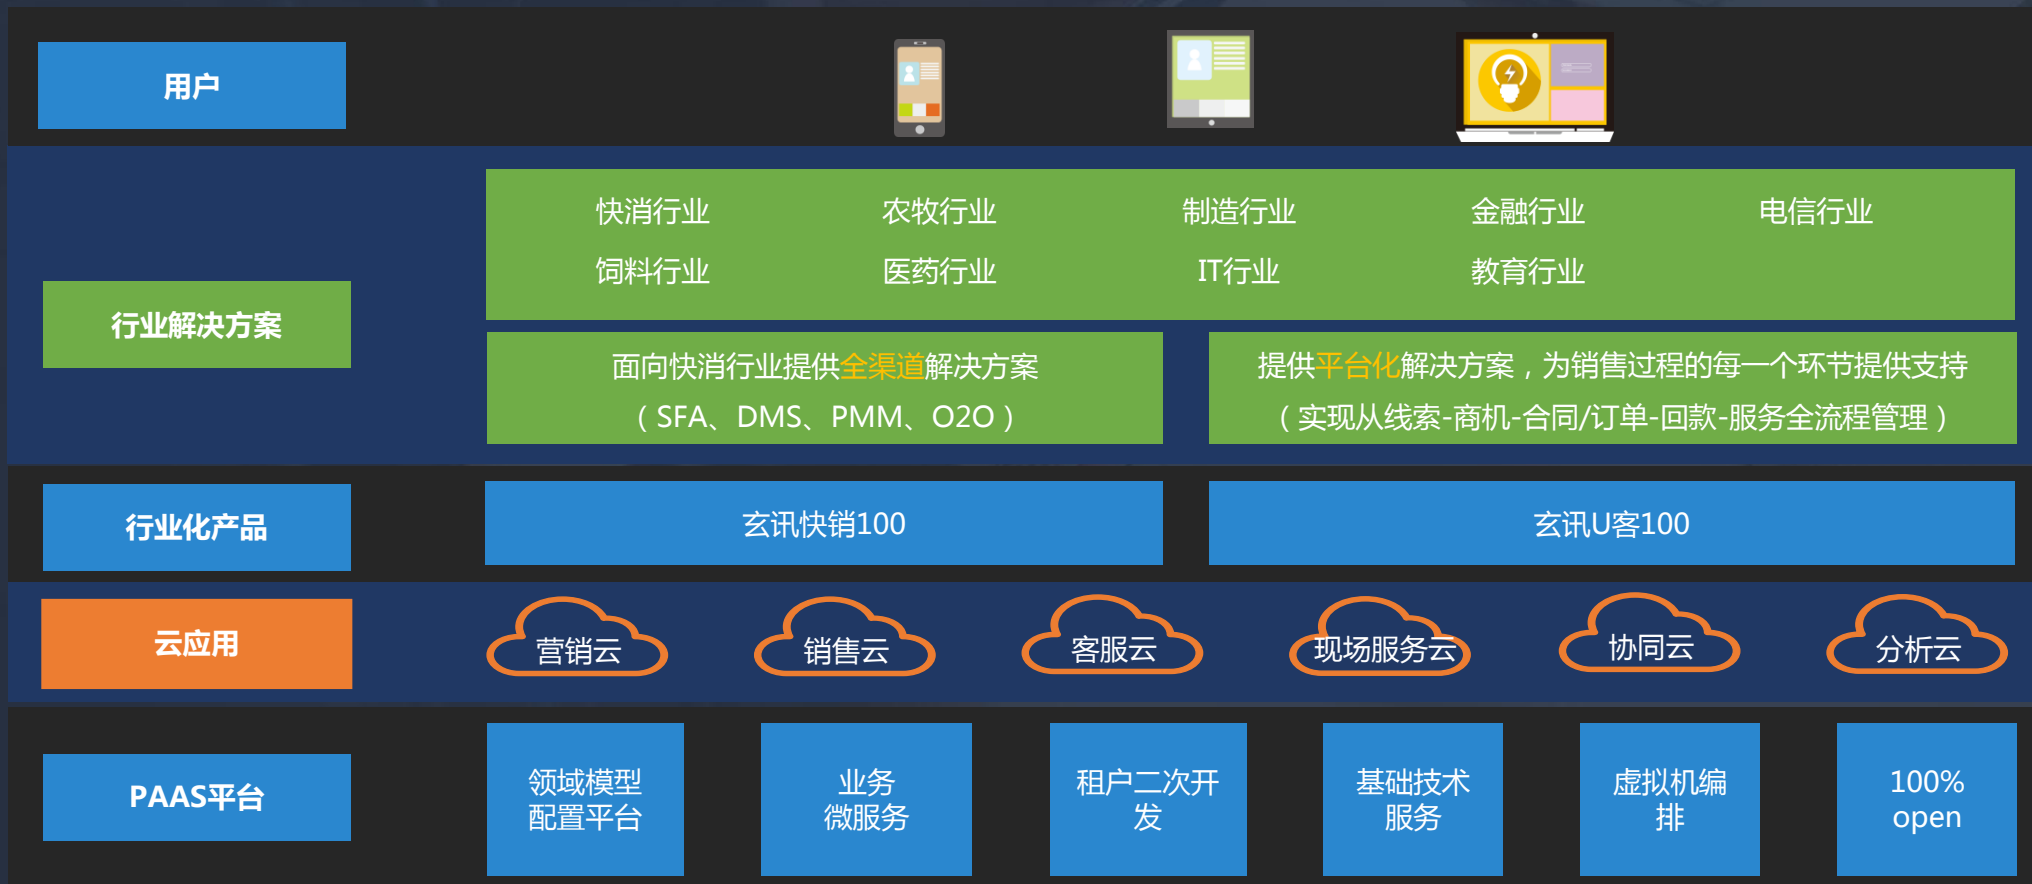 用户
快消行业 农牧行业 制造行业 金融行业 电信行业
饲料行业 医药行业 IT行业 教育行业
行业解决方案
面向快消行业提供全渠道解决方案
（SFA、DMS、PMM、O2O）
提供平台化解决方案，为销售过程的每一个环节提供支持
（实现从线索-商机-合同/订单-回款-服务全流程管理）
行业化产品
玄讯快销100
玄讯U客100
云应用
营销云
销售云
客服云
现场服务云
协同云
分析云
PAAS平台
领域模型
配置平台
业务
微服务
租户二次开
发
基础技术
服务
虚拟机编
排
100%
open